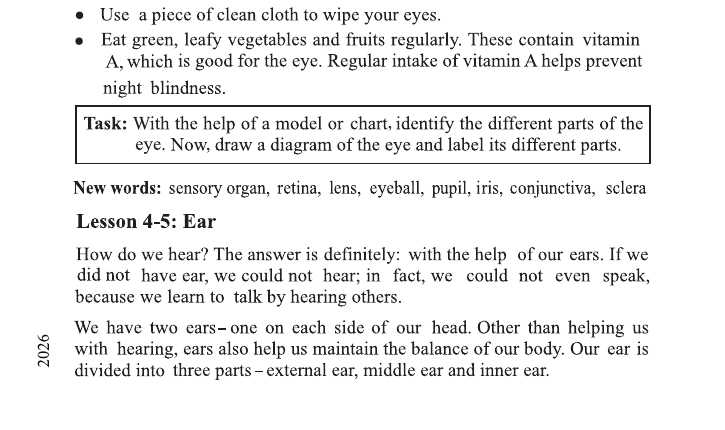 • Use a piece of clean cloth to wipe your eyes.
• Eat green, leafy vegetables and fruits regularly. These contain vitamin
A, which is good for the eye. Regular intake of vitamin A helps prevent
night blindness.
Task: With the help of a model or chart, identify the different parts of the
eye. Now, draw a diagram of the eye and label its different parts.
New words: sensory organ, retina, lens, eyeball, pupil, iris, conjunctiva, sclera
Lesson 4-5: Ear
How do we hear? The answer is definitely: with the help of our ears. If we
did not have ear, we could not hear; in fact, we could not even speak,
because we learn to talk by hearing others.
We have two ears– one on each side of our head. Other than helping us
with hearing, ears also help us maintain the balance of our body. Our ear is
divided into three parts – external ear, middle ear and inner ear.
2026